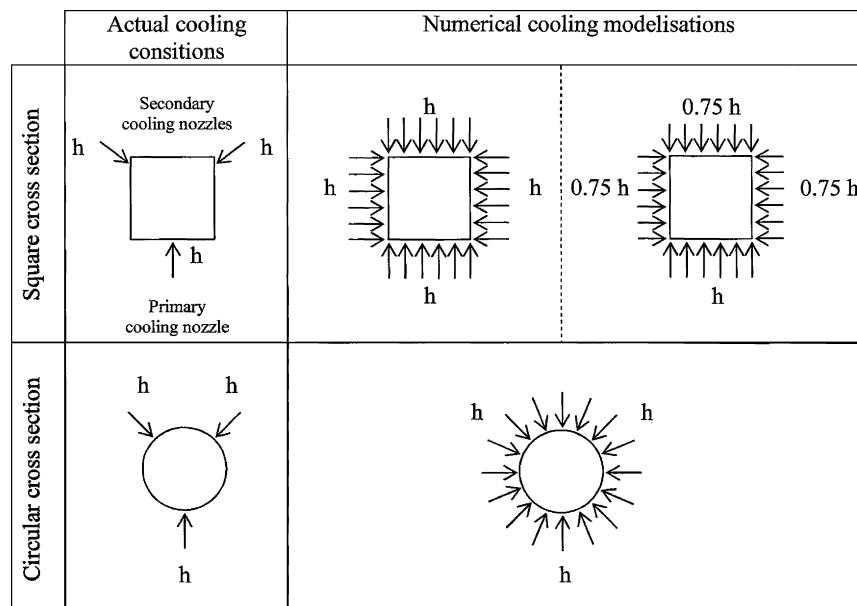 Actual cooling
consitions
Numerical cooling modelisations
Square cross section
Secondary
cooling nozzles
h
h
h
Primary
cooling nozzle
h
h
h
h
0.75 h
0.75 h
0.75 h
h
Circular cross section
h
h
h
h
h
h